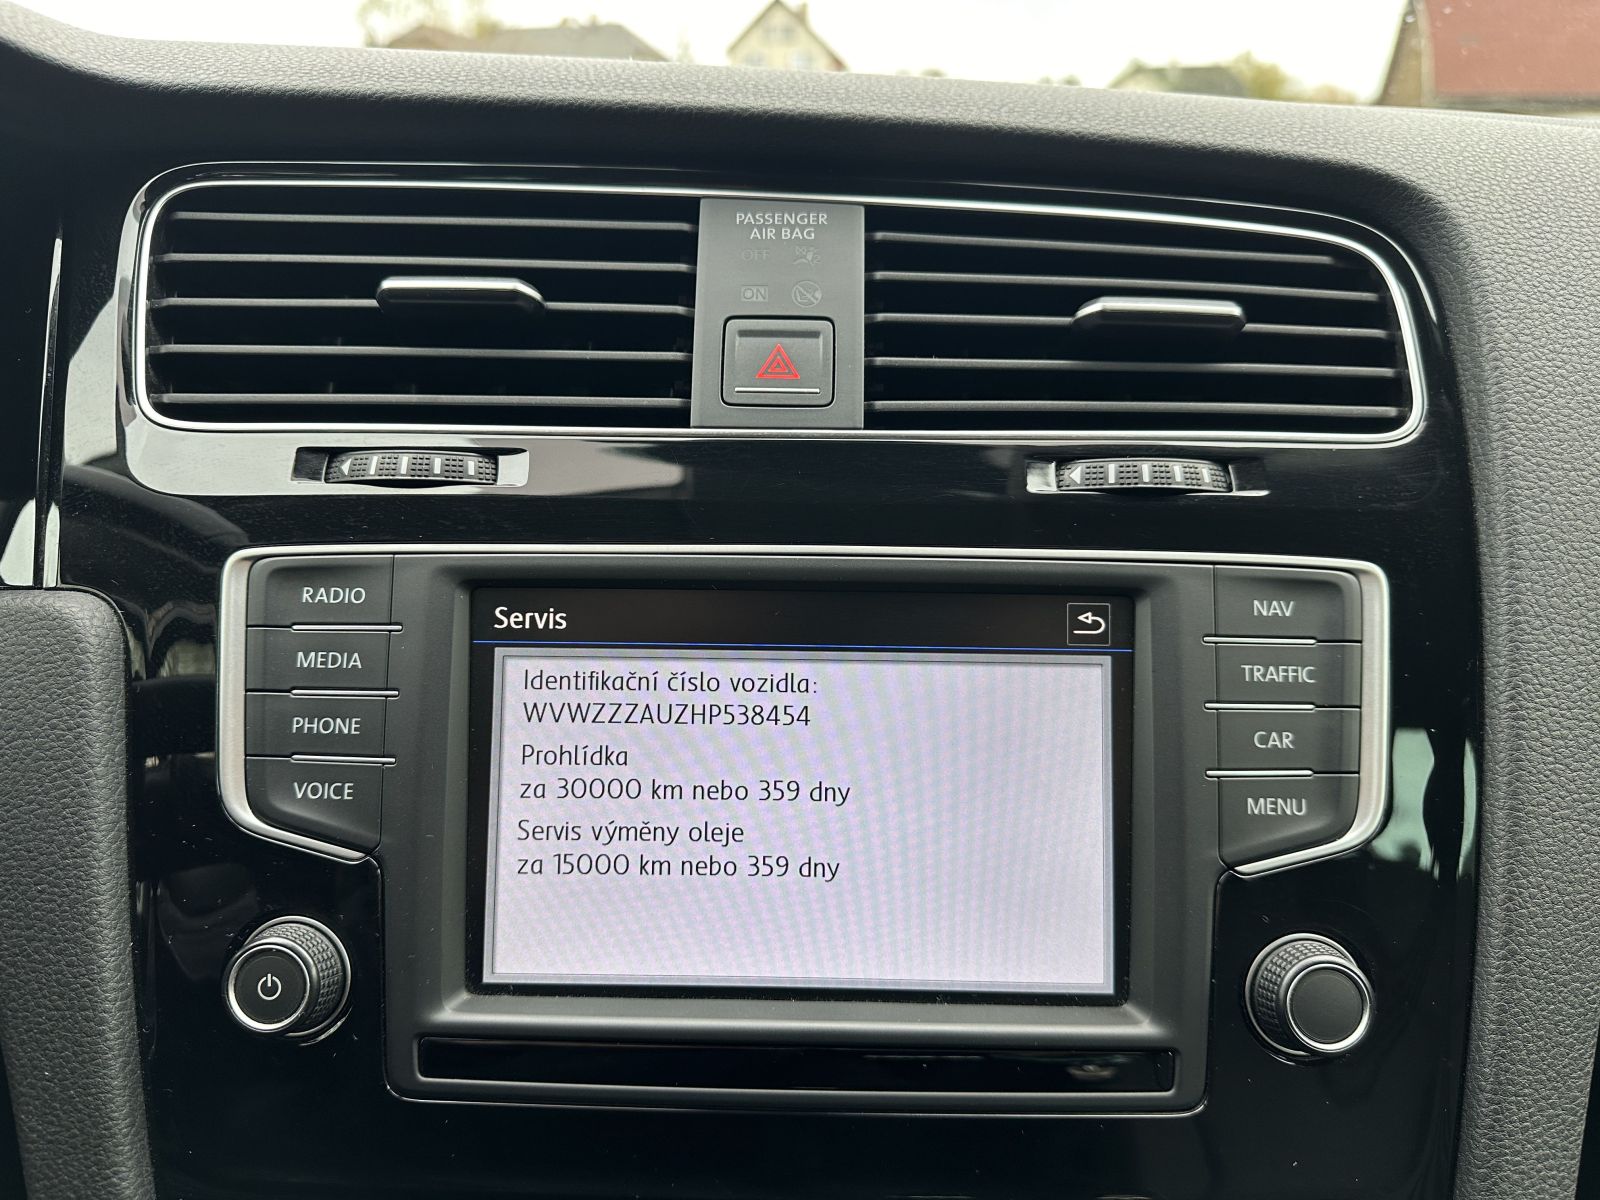 PASSENGER
AIR BAG
OFF
ON
RADIO
MEDIA
PHONE
VOICE
Servis
Identifikační číslo vozidla:
WVWZZZAUZHP538454
Prohlídka
za 30000 km nebo 359 dny
Servis výměny oleje
za 15000 km nebo 359 dny
NAV
TRAFFIC
CAR
MENU